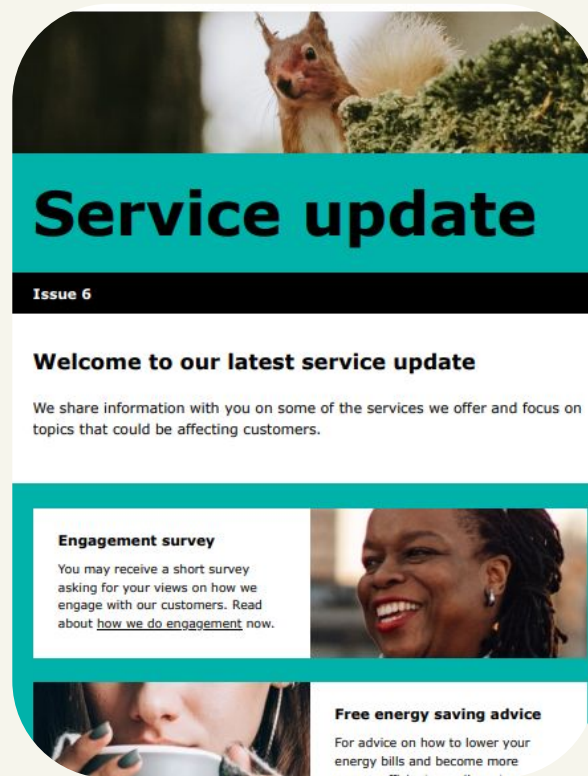 Service update
Issue 6
Welcome to our latest service update
We share information with you on some of the services we offer and focus on
topics that could be affecting customers.
Engagement survey
You may receive a short survey
asking for your views on how we
engage with our customers. Read
about how we do engagement now.
Free energy saving advice
For advice on how to lower your
energy bills and become more